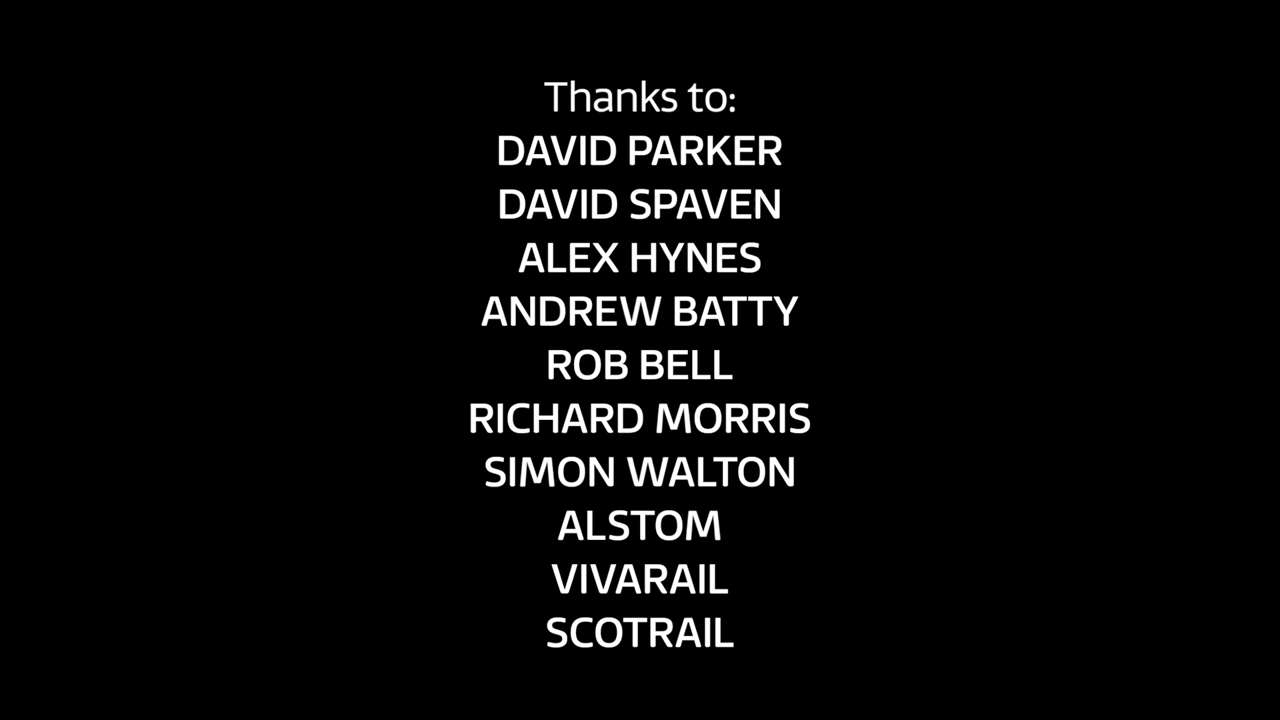 Thanks to:
DAVID PARKER
DAVID SPAVEN
ALEX HYNES
ANDREW BATTY
ROB BELL
RICHARD MORRIS
SIMON WALTON
ALSTOM
VIVARAIL
SCOTRAIL